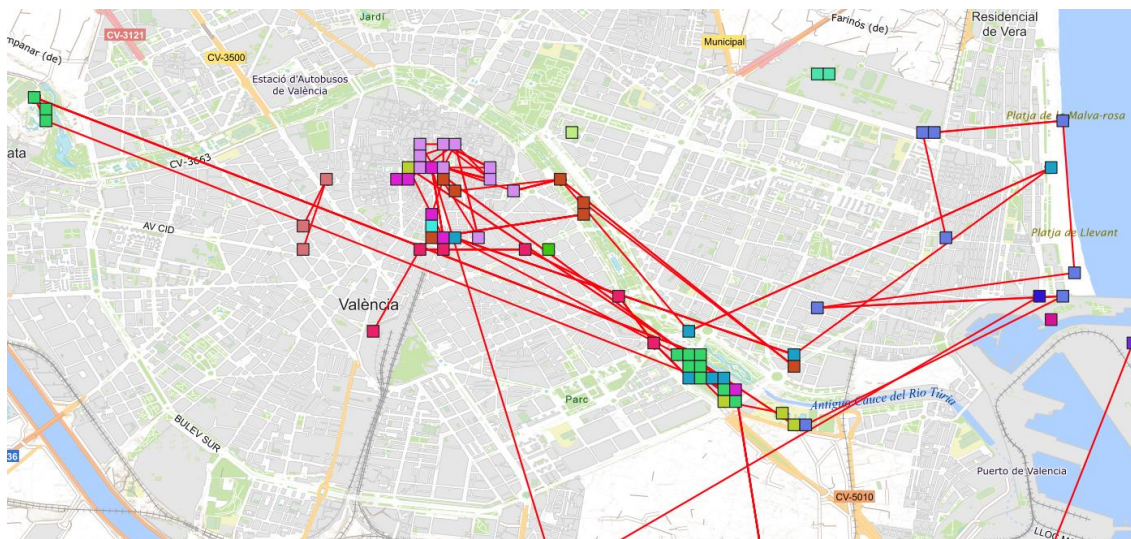 Jardí
Farinós (de)
Residencial
de Vera
CV-3121
mpanar (de)
CV-3500
Municipal
Estació d'Autobusos
de València
Platja de la Malva-rosa
ata
CV-3663
AV CID
Platja de Llevant
València
Parc
Antiguo Cauce del Rio Turia
BULEV SUR
36
Puerto de Valencia
CV-5010
LLOC M